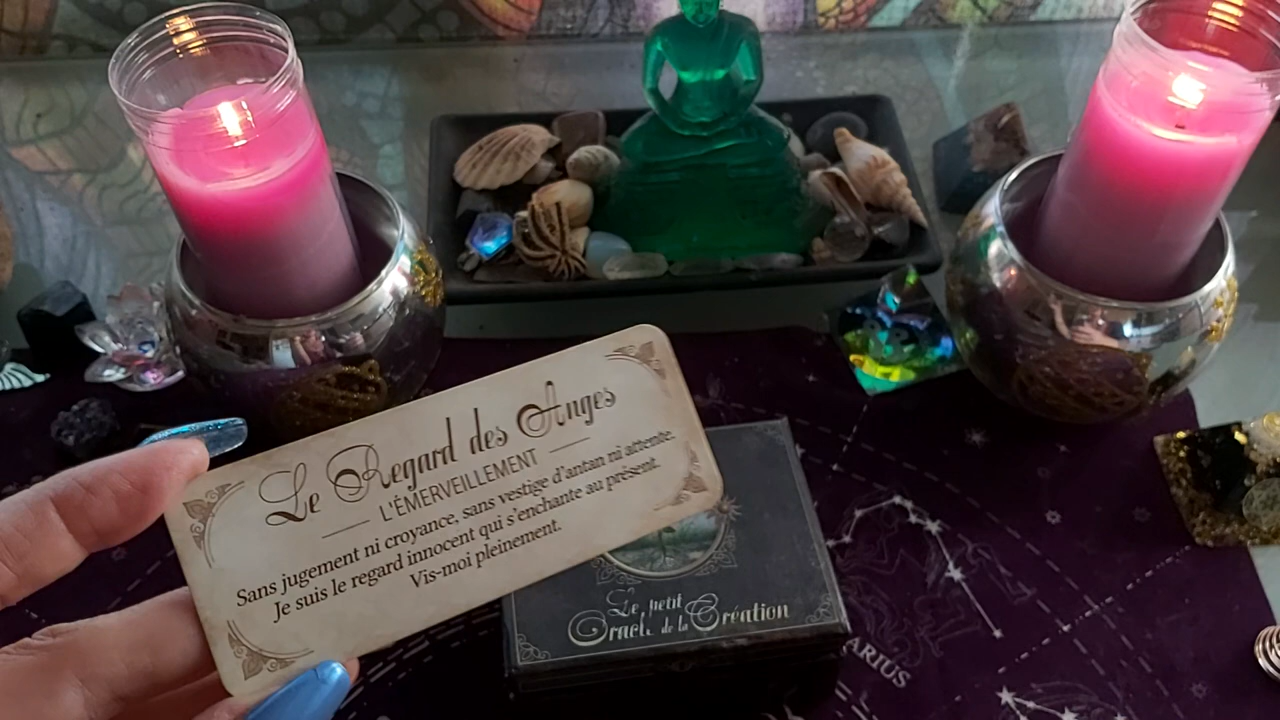 Le Regard des Anges
L'ÉMERVEILLEMENT
Sans jugement ni croyance, sans vestige d'antan ni attente.
Je suis le regard innocent qui s'enchante au présent.
Vis-moi pleinement.
Le petit
Oracle de la Création
ARIUS